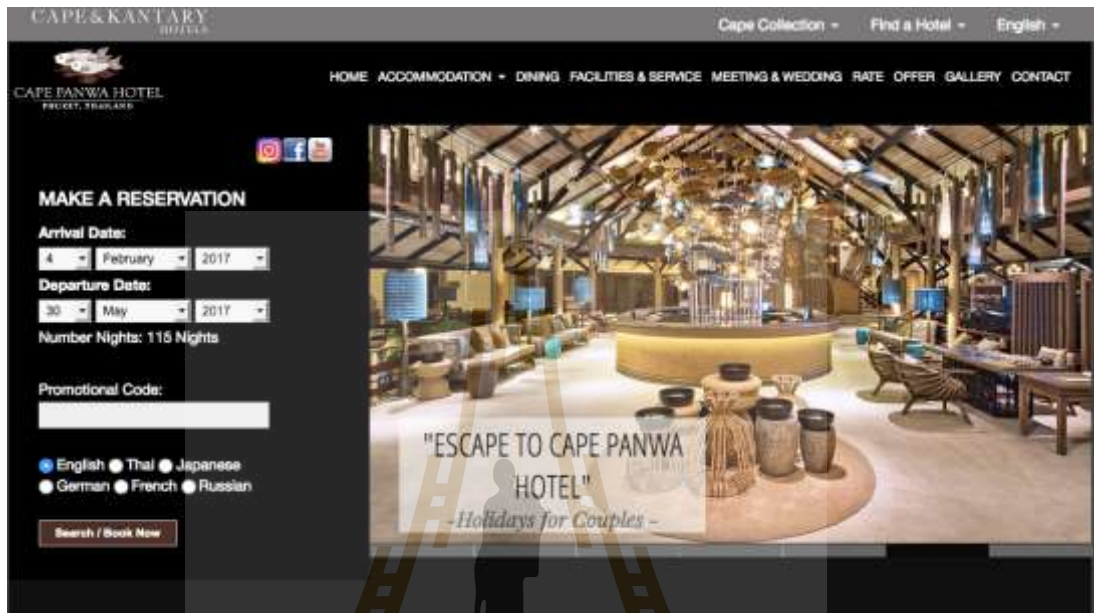 CAPE & KANTARY
HOTELS
Cape Collection
Find a Hotel
English
CAPE PANWA HOTEL
PHUKET, THAILAND
HOME ACCOMMODATION DINING FACILITIES & SERVICE MEETING & WEDDING RATE OFFER GALLERY CONTACT
MAKE A RESERVATION
Arrival Date:
4 February 2017
Departure Date:
30 May 2017
Number Nights: 115 Nights
Promotional Code:
English Thai Japanese
German French Russian
Search / Book Now
"ESCAPE TO CAPE PANWA
HOTEL"
~Holidays for Couples ~